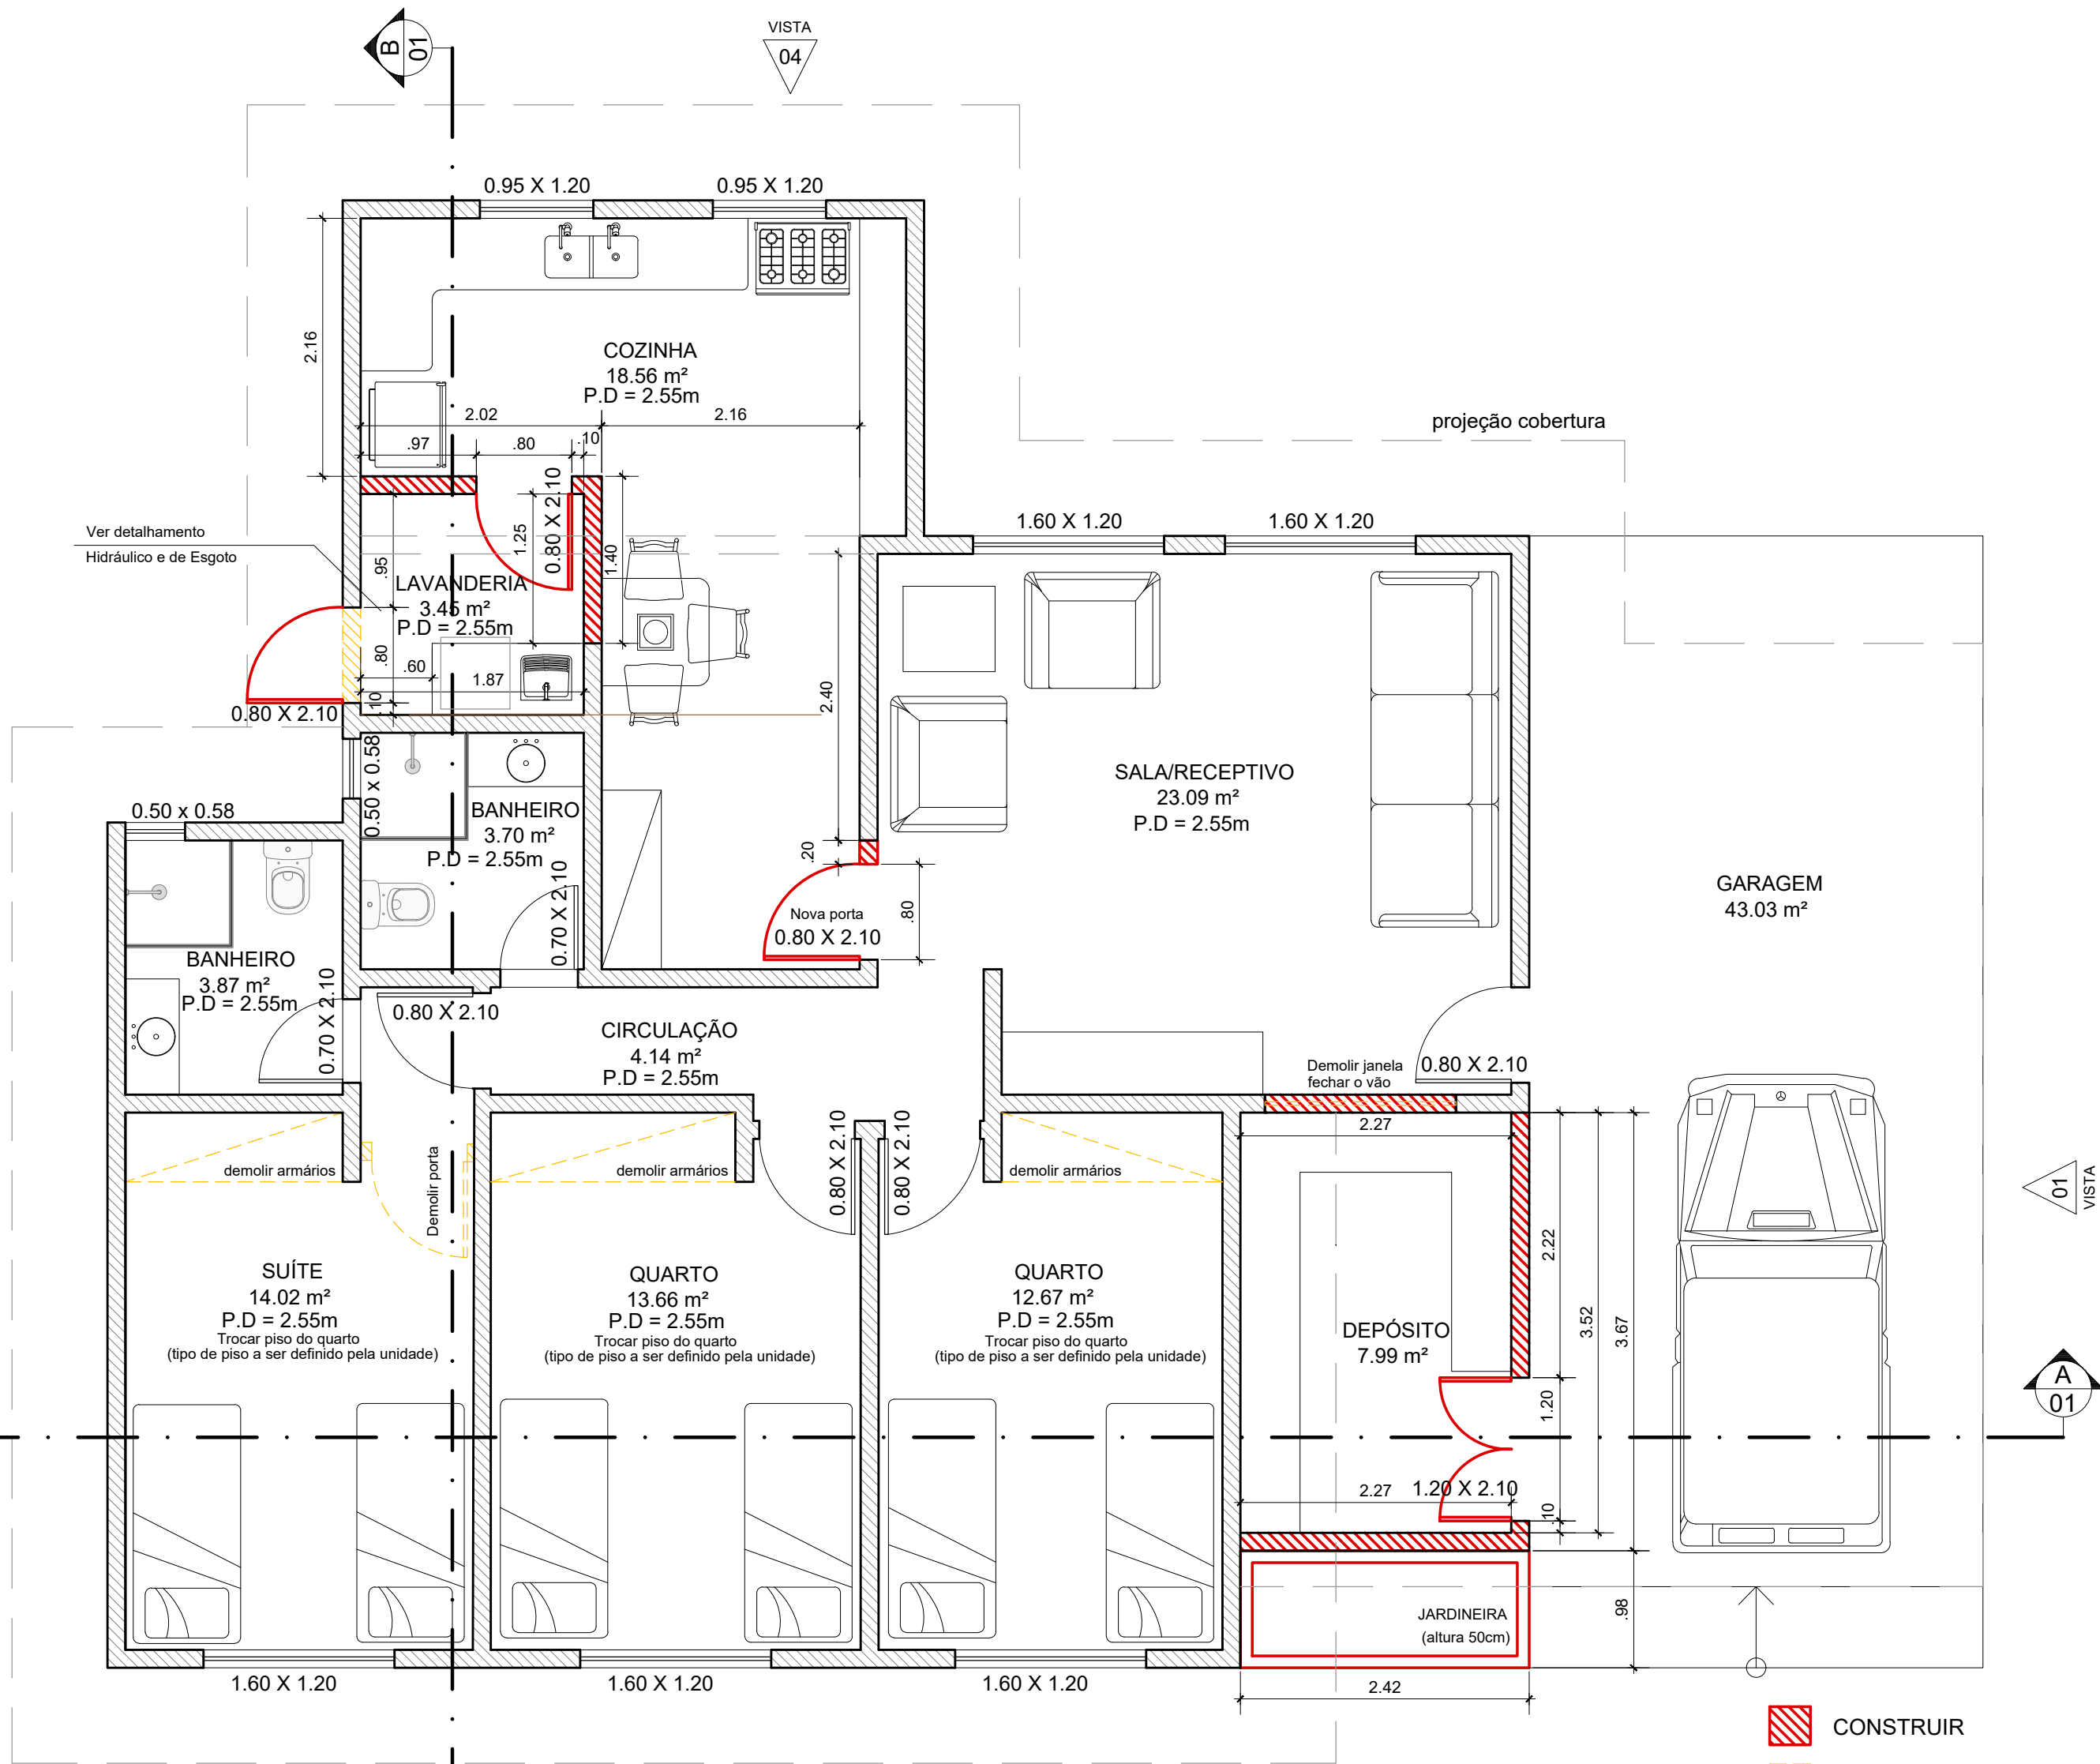 B
01
VISTA
04
0.95 X 1.20
0.95 X 1.20
2.16
COZINHA
18.56 m²
P.D = 2.55m
2.02
2.16
.97
.80
.10
projeção cobertura
0.80 X 2.10
1.25
1.40
Ver detalhamento
Hidráulico e de Esgoto
1.60 X 1.20
1.60 X 1.20
.95
LAVANDERIA
3.45 m²
P.D = 2.55m
.80
.60
1.87
.10
0.80 X 2.10
2.40
0.50 x 0.58
0.50 x 0.58
BANHEIRO
3.70 m²
P.D = 2.55m
0.70 X 2.10
SALA/RECEPTIVO
23.09 m²
P.D = 2.55m
.20
.80
Nova porta
0.80 X 2.10
GARAGEM
43.03 m²
BANHEIRO
3.87 m²
P.D = 2.55m
0.70 X 2.10
0.80 X 2.10
CIRCULAÇÃO
4.14 m²
P.D = 2.55m
Demolir janela
fechar o vão
0.80 X 2.10
2.27
demolir armários
Demolir porta
demolir armários
0.80 X 2.10
0.80 X 2.10
demolir armários
01
VISTA
2.22
3.52
3.67
SUÍTE
14.02 m²
P.D = 2.55m
Trocar piso do quarto
(tipo de piso a ser definido pela unidade)
QUARTO
13.66 m²
P.D = 2.55m
Trocar piso do quarto
(tipo de piso a ser definido pela unidade)
QUARTO
12.67 m²
P.D = 2.55m
Trocar piso do quarto
(tipo de piso a ser definido pela unidade)
DEPÓSITO
7.99 m²
1.20
A
01
2.27
1.20 X 2.10
.10
JARDINEIRA
(altura 50cm)
.98
1.60 X 1.20
1.60 X 1.20
1.60 X 1.20
2.42
CONSTRUIR